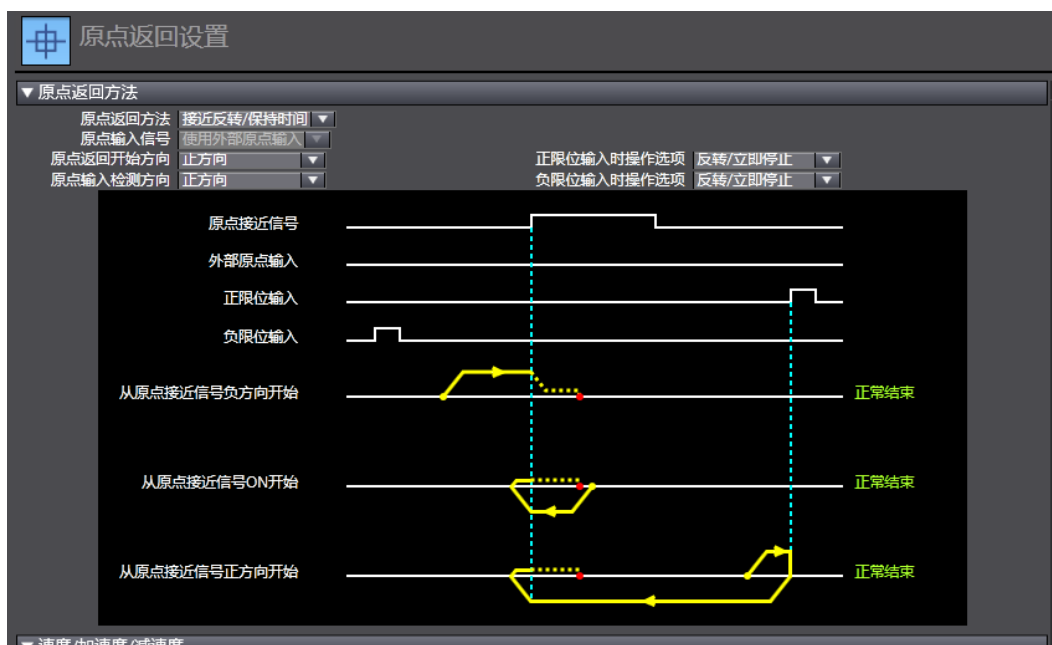 原点返回设置
▼ 原点返回方法
原点返回方法 接近反转/保持时间
原点输入信号 使用外部原点输入
原点返回开始方向 正方向 正限位输入时操作选项 反转/立即停止
原点输入检测方向 正方向 负限位输入时操作选项 反转/立即停止
原点接近信号
外部原点输入
正限位输入
负限位输入
从原点接近信号负方向开始 正常结束
从原点接近信号ON开始 正常结束
从原点接近信号正方向开始 正常结束
▼ 速度/加速度/减速度